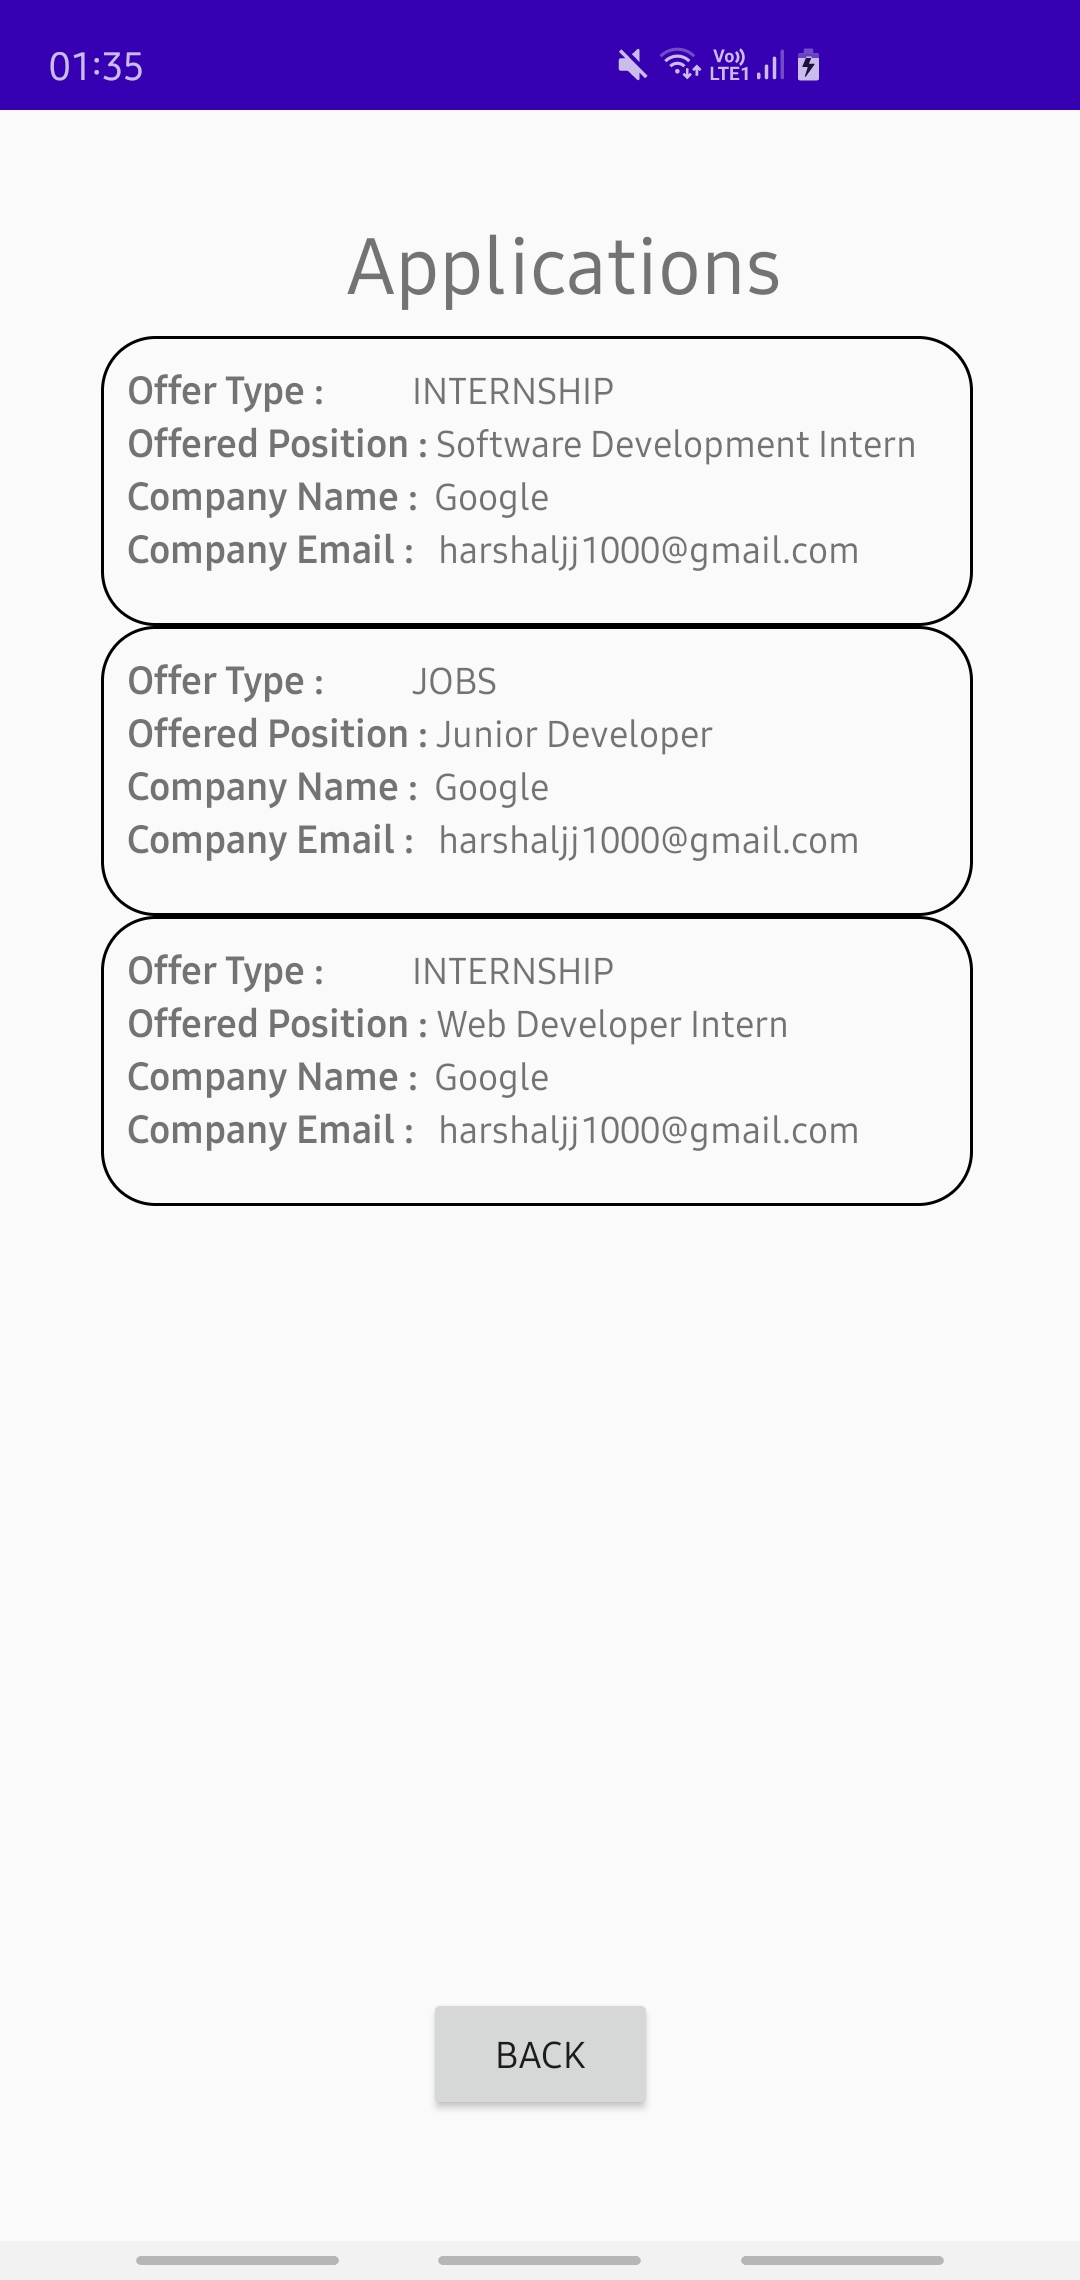 01:35
Vo)) LTE1
Applications
Offer Type : INTERNSHIP
Offered Position : Software Development Intern
Company Name : Google
Company Email : harshaljj1000@gmail.com
Offer Type : JOBS
Offered Position : Junior Developer
Company Name : Google
Company Email : harshaljj1000@gmail.com
Offer Type : INTERNSHIP
Offered Position : Web Developer Intern
Company Name : Google
Company Email : harshaljj1000@gmail.com
BACK